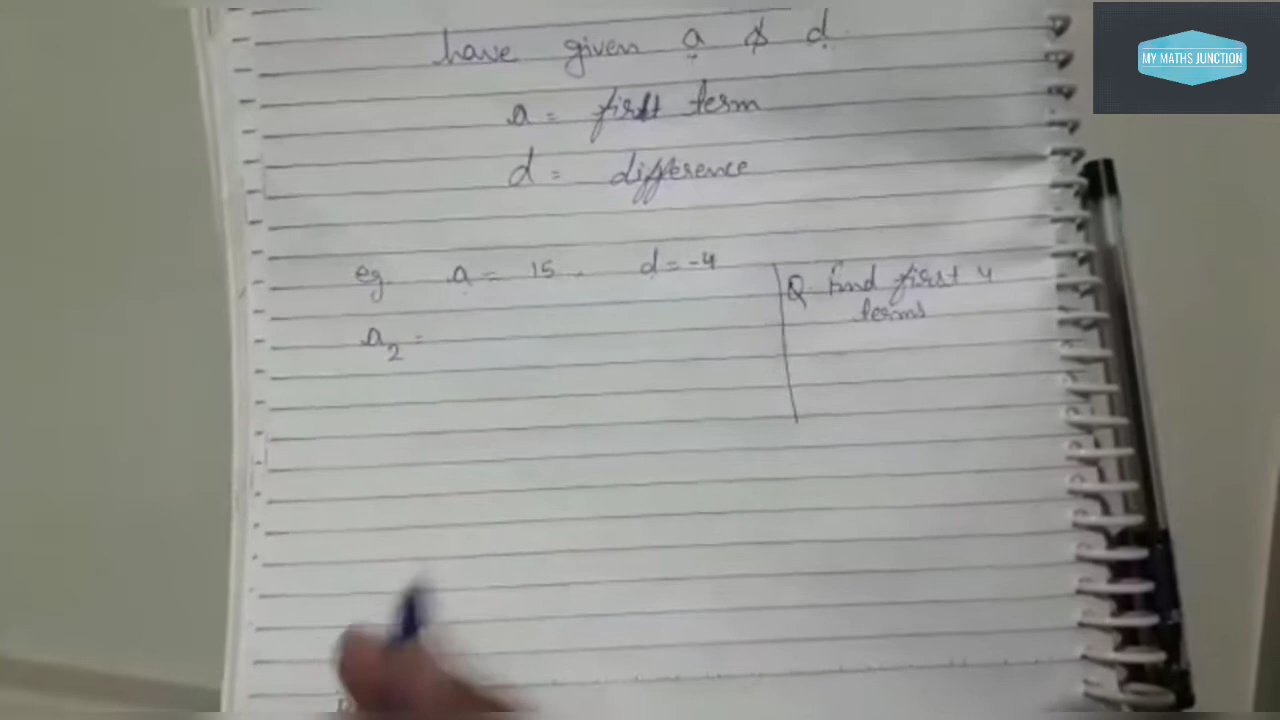 have given a & d
MY MATHS JUNCTION
a = first term
d = difference
eg. a = 15. d = -4
Q. find first 4
terms
a₂ =